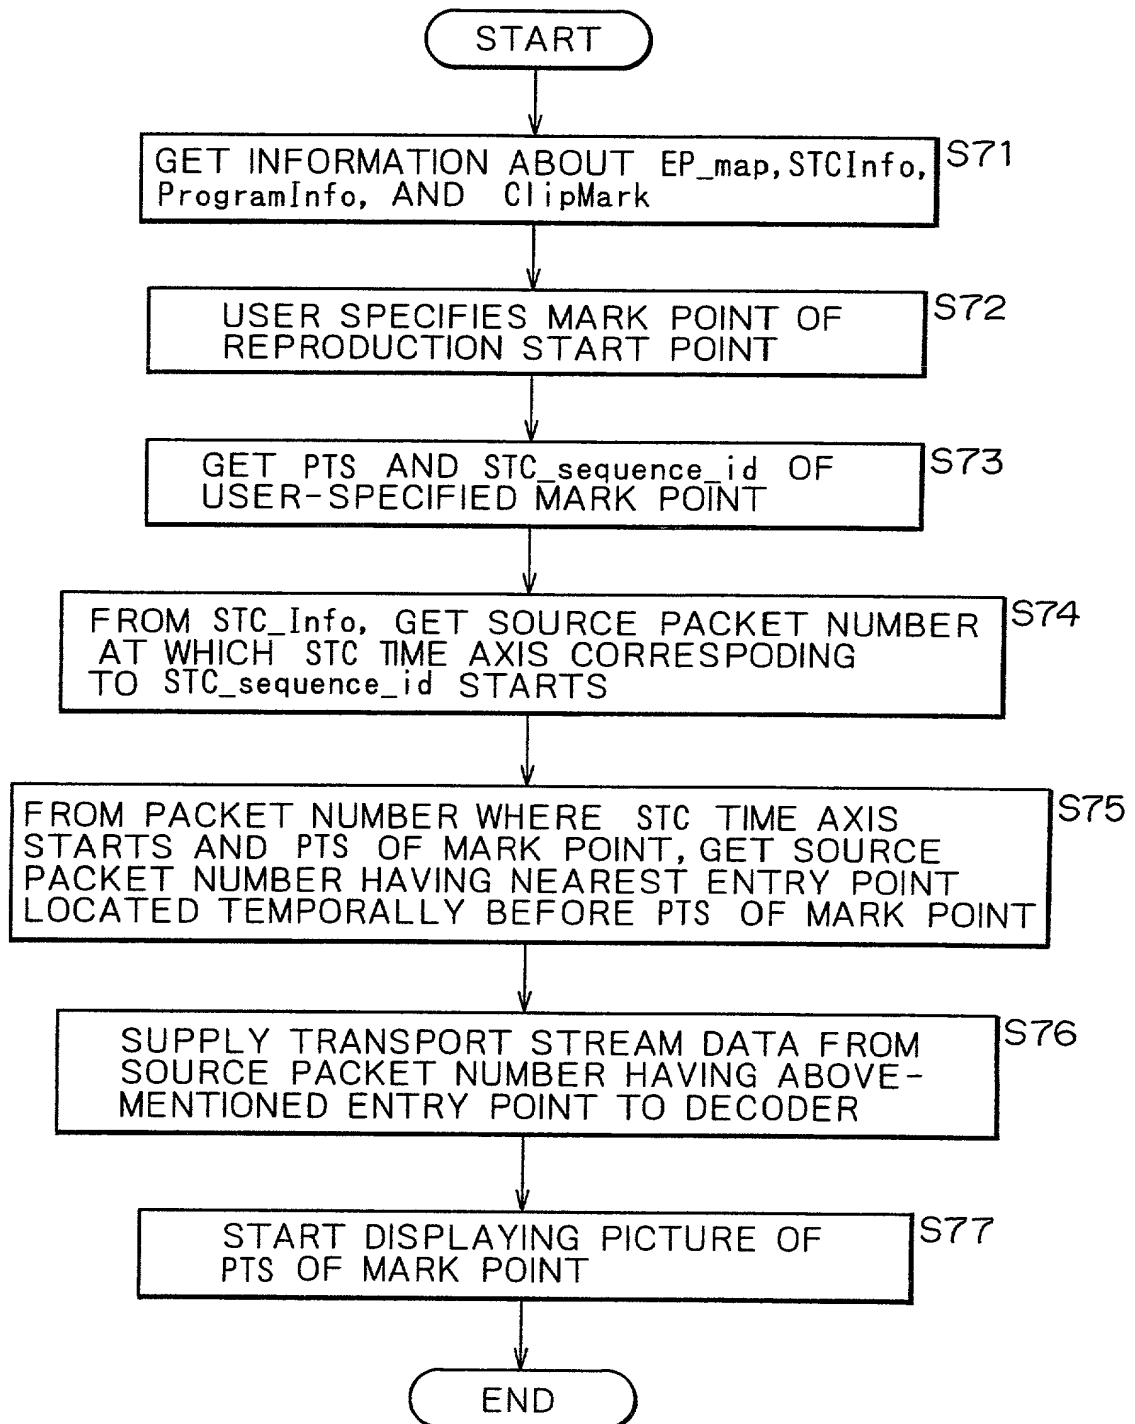 START
GET INFORMATION ABOUT EP_map, STCInfo,
ProgramInfo, AND ClipMark
S71
USER SPECIFIES MARK POINT OF
REPRODUCTION START POINT
S72
GET PTS AND STC_sequence_id OF
USER-SPECIFIED MARK POINT
S73
FROM STC_Info, GET SOURCE PACKET NUMBER
AT WHICH STC TIME AXIS CORRESPODING
TO STC_sequence_id STARTS
S74
FROM PACKET NUMBER WHERE STC TIME AXIS
STARTS AND PTS OF MARK POINT, GET SOURCE
PACKET NUMBER HAVING NEAREST ENTRY POINT
LOCATED TEMPORALLY BEFORE PTS OF MARK POINT
S75
SUPPLY TRANSPORT STREAM DATA FROM
SOURCE PACKET NUMBER HAVING ABOVE-
MENTIONED ENTRY POINT TO DECODER
S76
START DISPLAYING PICTURE OF
PTS OF MARK POINT
S77
END